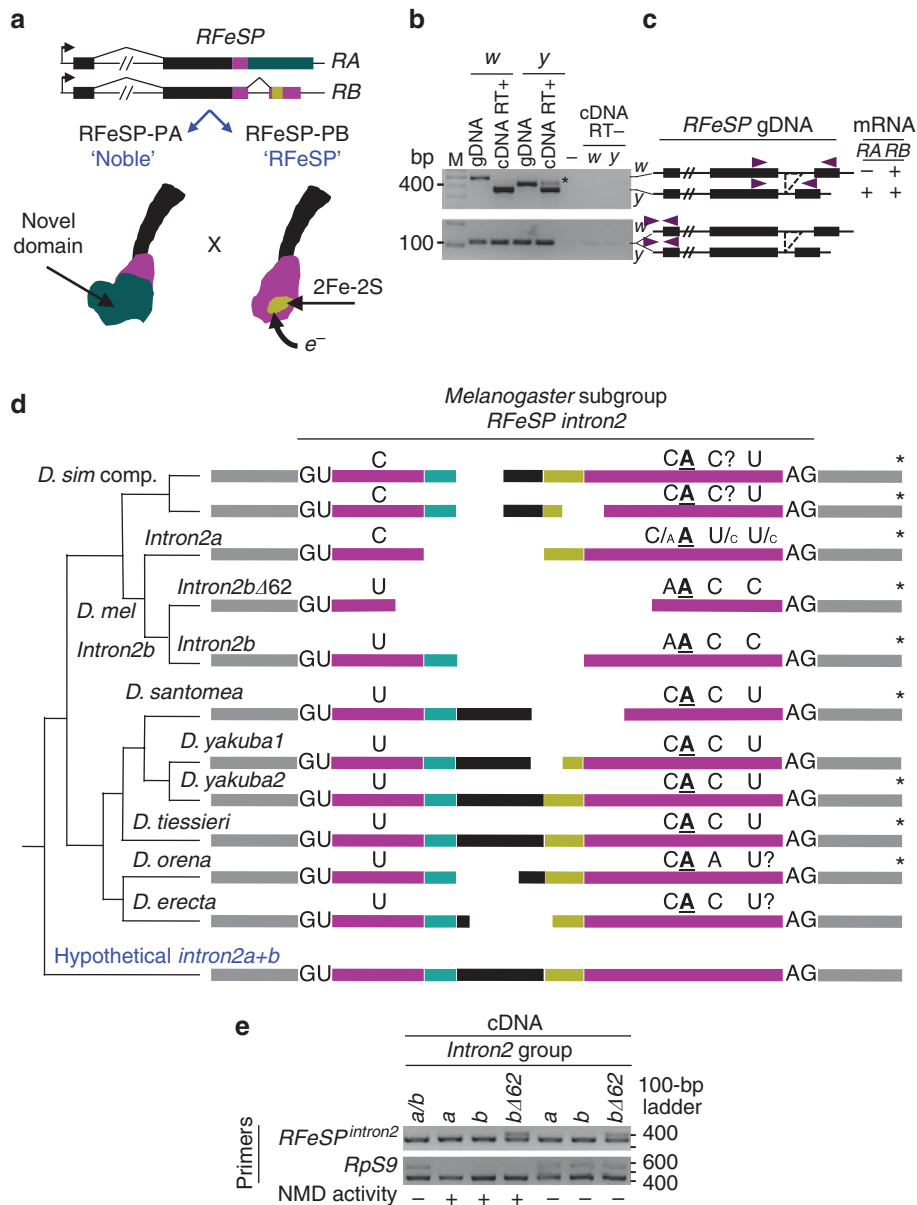 a
RFeSP
RA
RB
RFeSP-PA
RFeSP-PB
'Noble'
'RFeSP'
Novel
domain
X
2Fe-2S
e–
b
w
y
M
gDNA
cDNA RT+
gDNA
cDNA RT+
–
cDNA
RT–
w y
bp
400
*
100
w
y
w
y
c
RFeSP gDNA
mRNA
RA RB
– +
+ +
d
Melanogaster subgroup
RFeSP intron2
D. sim comp.
C
GU
CA C? U
AG
*
C
GU
CA C? U
AG
*
Intron2a
C
GU
C/A A U/C U/C
AG
*
Intron2bΔ62
U
GU
AA C C
AG
*
D. mel
Intron2b
Intron2b
U
GU
AA C C
AG
*
D. santomea
U
GU
CA C U
AG
*
D. yakuba1
U
GU
CA C U
AG
D. yakuba2
U
GU
CA C U
AG
*
D. tiessieri
U
GU
CA C U
AG
*
D. orena
U
GU
CA A U?
AG
*
D. erecta
U
GU
CA C U?
AG
Hypothetical intron2a+b
GU
AG
e
cDNA
Intron2 group
a/b a b bΔ62 a b bΔ62
100-bp
ladder
Primers
RFeSP intron2
400
RpS9
600
400
NMD activity – + + + – – –